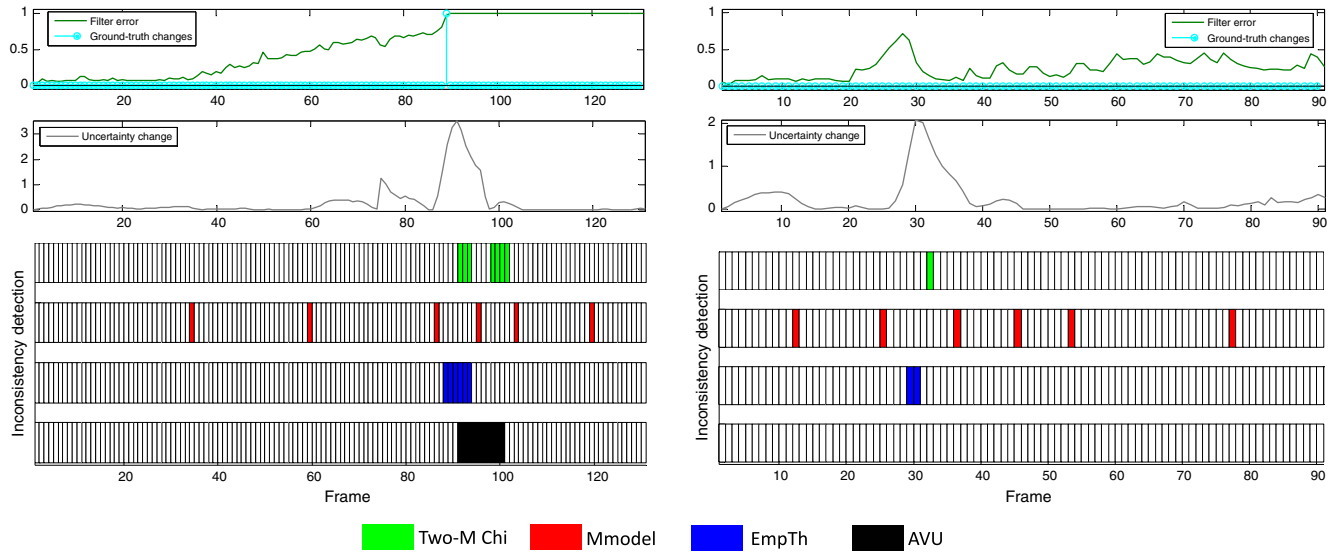 1
0.5
0
Filter error
Ground-truth changes
20 40 60 80 100 120
3
2
1
0
Uncertainty change
20 40 60 80 100 120
Inconsistency detection
20 40 60 80 100 120
Frame
1
0.5
0
Filter error
Ground-truth changes
10 20 30 40 50 60 70 80 90
2
1
0
Uncertainty change
10 20 30 40 50 60 70 80 90
Inconsistency detection
10 20 30 40 50 60 70 80 90
Frame
Two-M Chi Mmodel EmpTh AVU